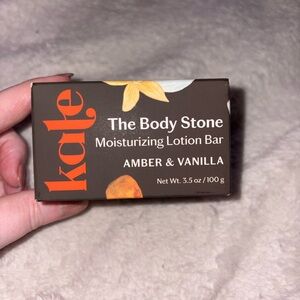 kate
The Body Stone
Moisturizing Lotion Bar
AMBER & VANILLA
Net Wt. 3.5 oz / 100 g